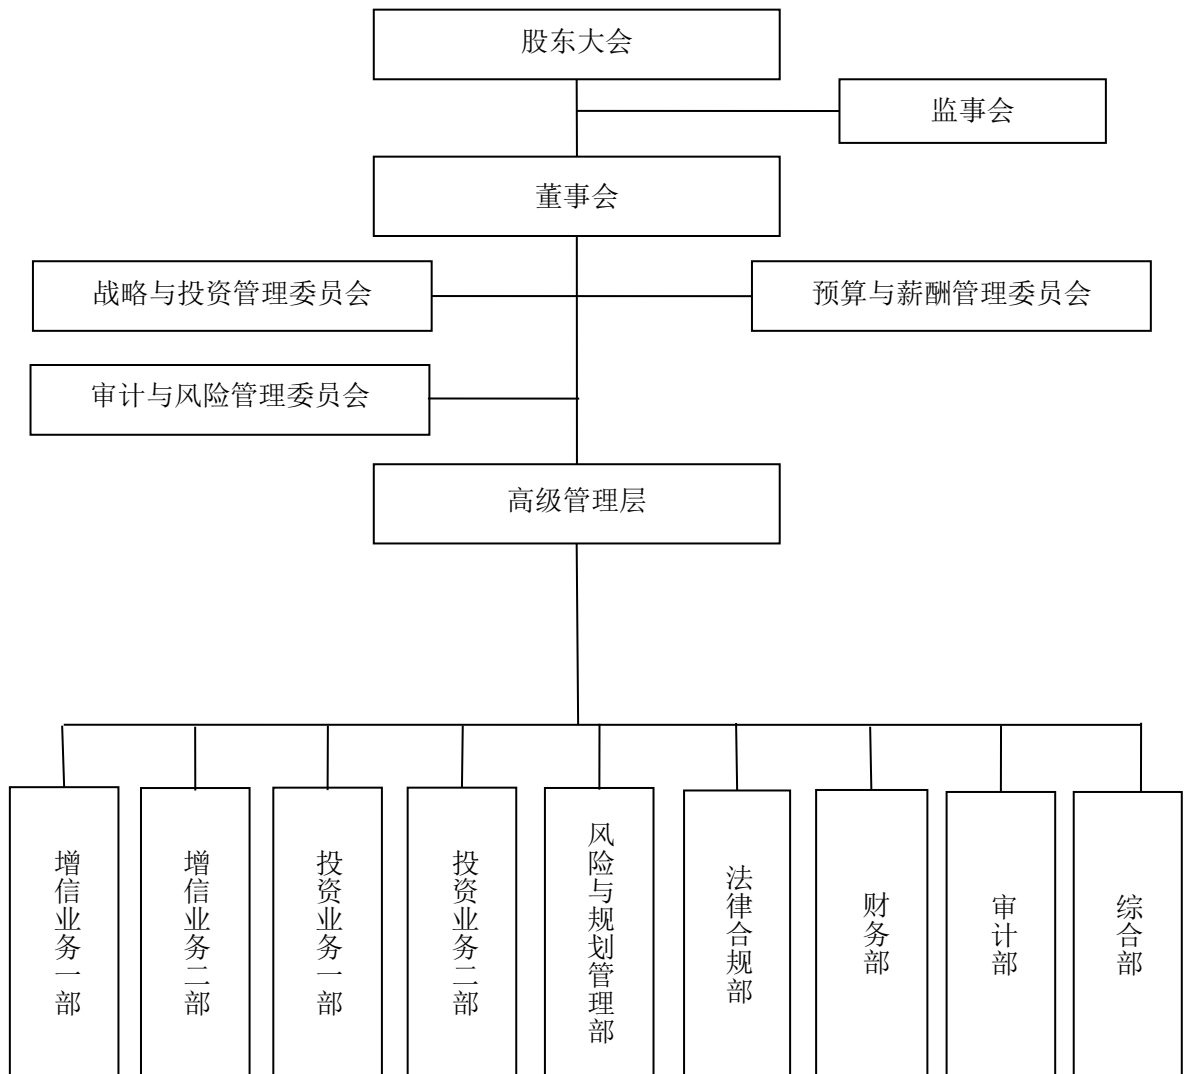 股东大会
监事会
董事会
战略与投资管理委员会
预算与薪酬管理委员会
审计与风险管理委员会
高级管理层
增信业务一部
增信业务二部
投资业务一部
投资业务二部
风险与规划管理部
法律合规部
财务部
审计部
综合部